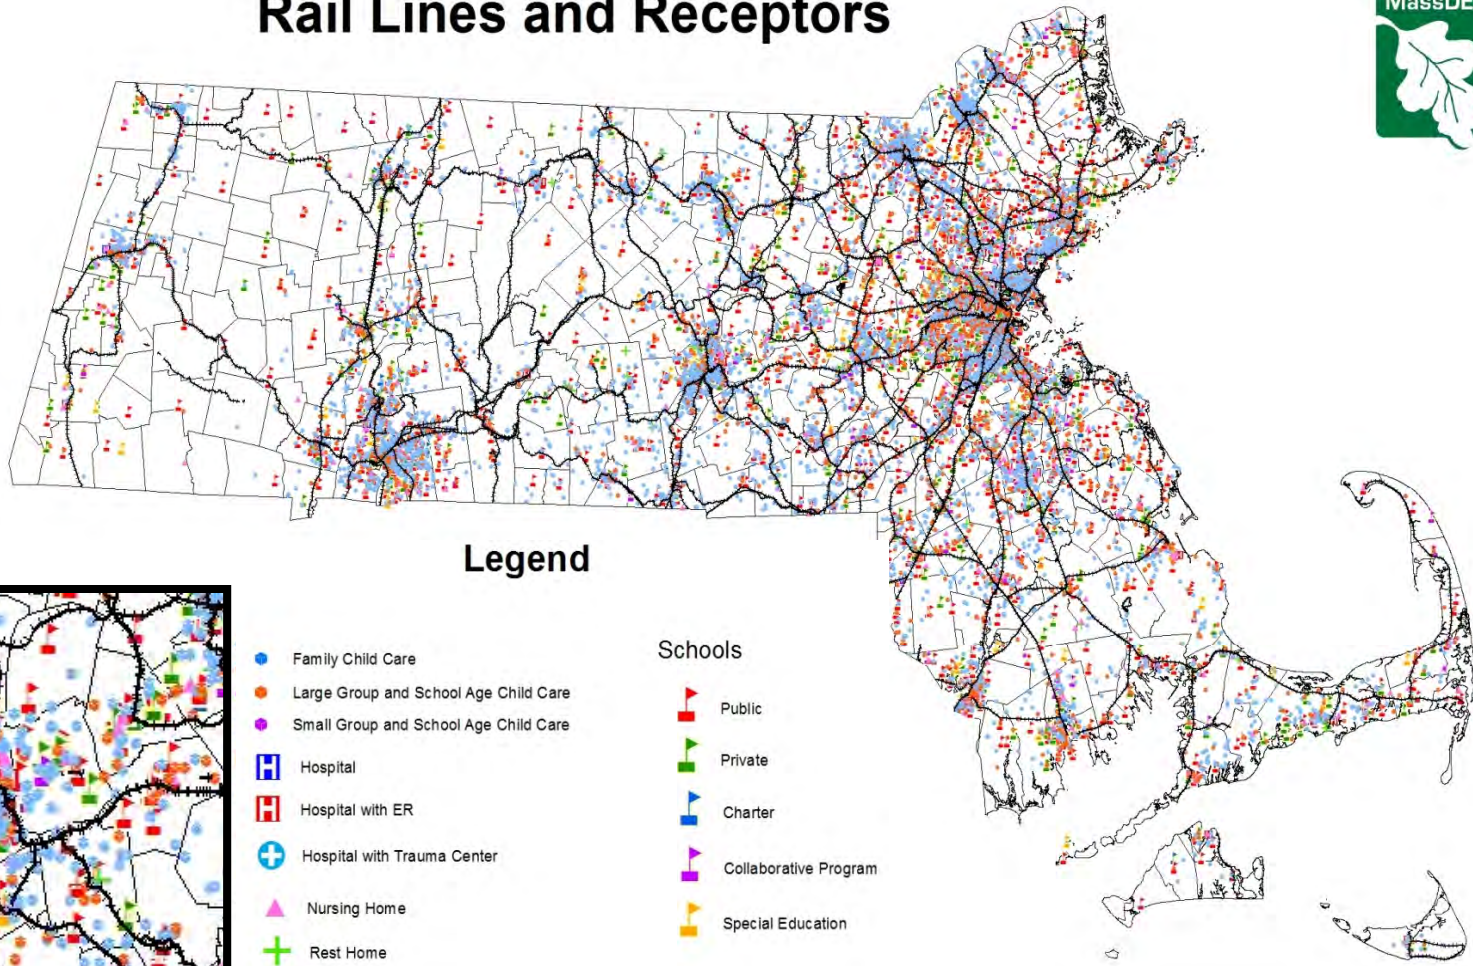 Rail Lines and Receptors
MassDE
Legend
Family Child Care
Large Group and School Age Child Care
Small Group and School Age Child Care
H Hospital
H Hospital with ER
Hospital with Trauma Center
Nursing Home
Rest Home
Schools
Public
Private
Charter
Collaborative Program
Special Education